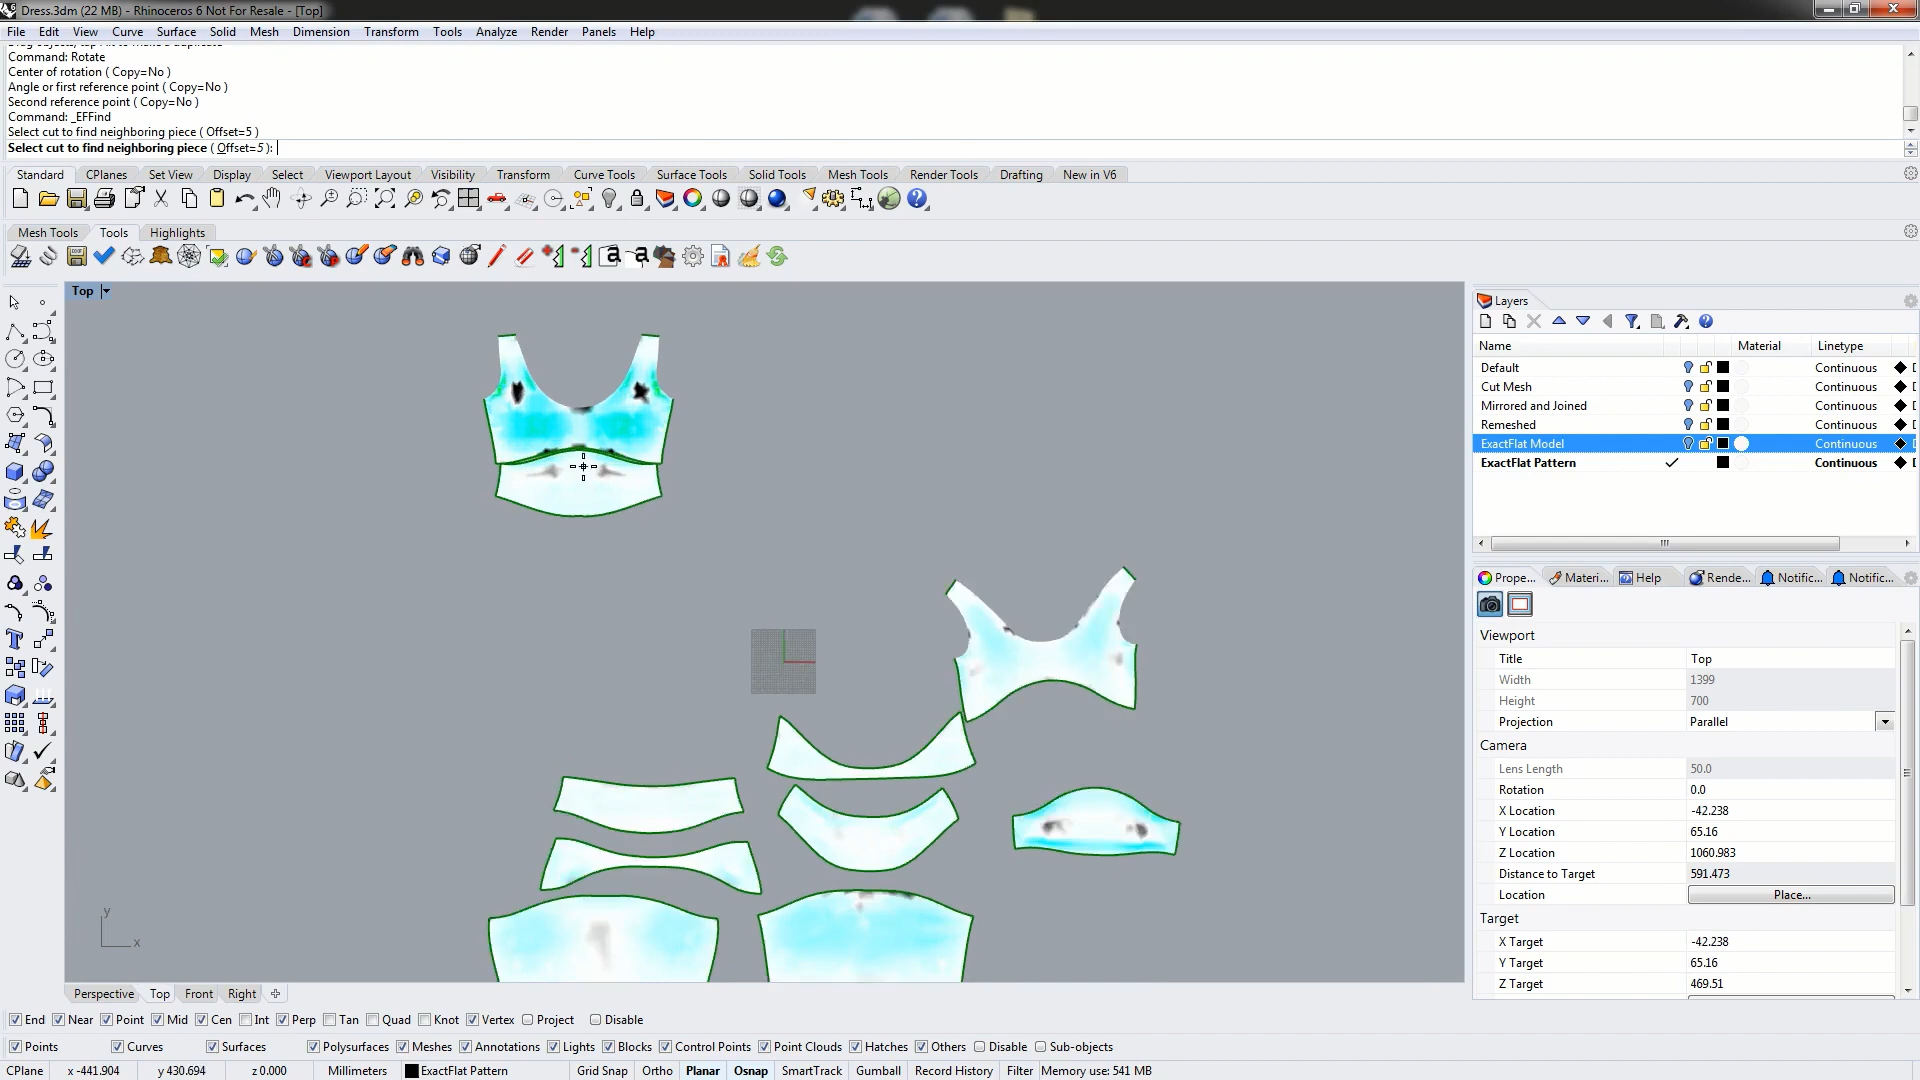 Dress.3dm (22 MB) - Rhinoceros 6 Not For Resale - [Top]
File Edit View Curve Surface Solid Mesh Dimension Transform Tools Analyze Render Panels Help
Command: Rotate
Center of rotation ( Copy=No )
Angle or first reference point ( Copy=No )
Second reference point ( Copy=No )
Command: _EFFind
Select cut to find neighboring piece ( Offset=5 )
Select cut to find neighboring piece ( Offset=5 ):
Standard CPlanes Set View Display Select Viewport Layout Visibility Transform Curve Tools Surface Tools Solid Tools Mesh Tools Render Tools Drafting New in V6
Mesh Tools Tools Highlights
Top
Layers
Name Material Linetype
Default Continuous
Cut Mesh Continuous
Mirrored and Joined Continuous
Remeshed Continuous
ExactFlat Model Continuous
ExactFlat Pattern Continuous
Prope... Materi... Help Rende... Notific... Notific...
Viewport
Title Top
Width 1399
Height 700
Projection Parallel
Camera
Lens Length 50.0
Rotation 0.0
X Location -42.238
Y Location 65.16
Z Location 1060.983
Distance to Target 591.473
Location Place...
Target
X Target -42.238
Y Target 65.16
Z Target 469.51
y
x
Perspective Top Front Right
End Near Point Mid Cen Int Perp Tan Quad Knot Vertex Project Disable
Points Curves Surfaces Polysurfaces Meshes Annotations Lights Blocks Control Points Point Clouds Hatches Others Disable Sub-objects
CPlane x -441.904 y 430.694 z 0.000 Millimeters ExactFlat Pattern Grid Snap Ortho Planar Osnap SmartTrack Gumball Record History Filter Memory use: 541 MB